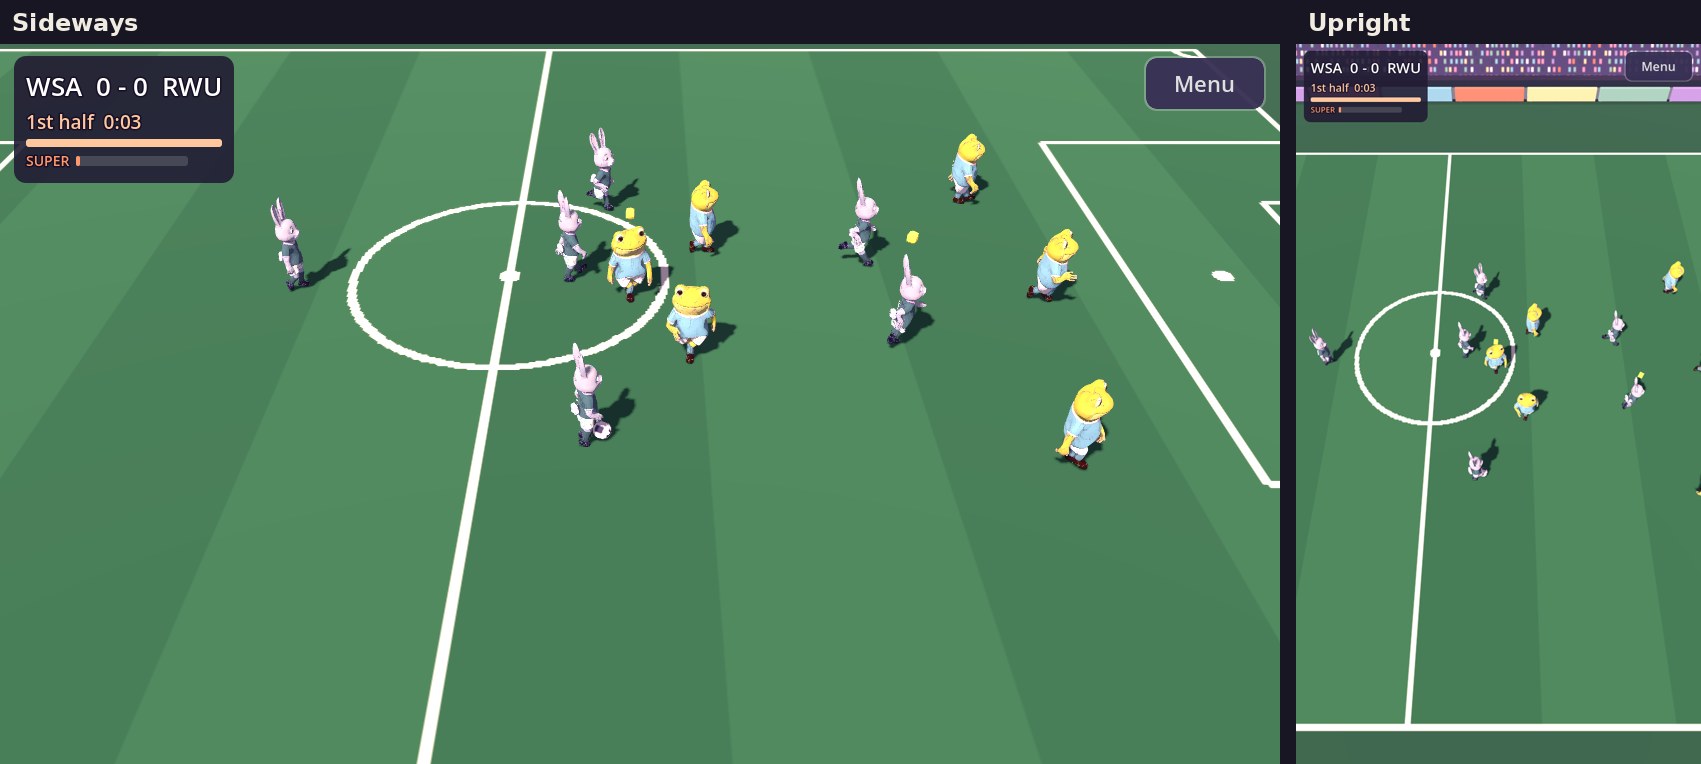 Sideways
WSA 0 - 0 RWU
1st half 0:03
SUPER
Menu
Upright
WSA 0 - 0 RWU
1st half 0:03
SUPER
Menu